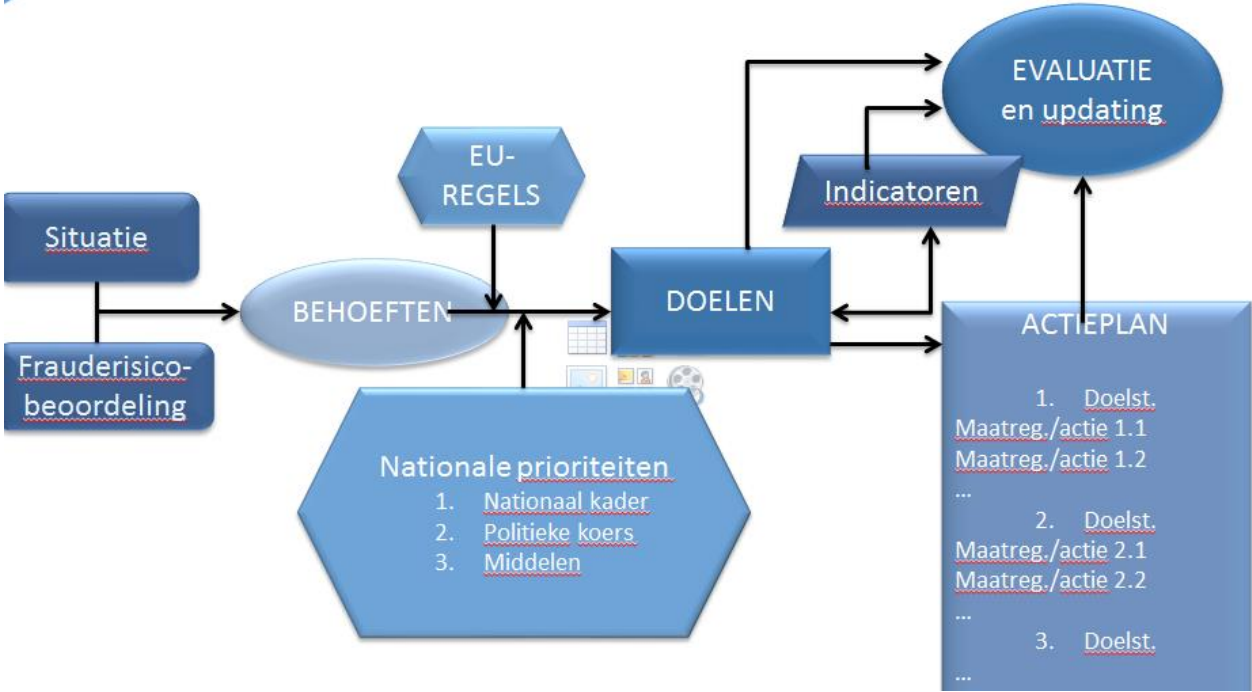 EVALUATIE
en updating
EU-
REGELS
Indicatoren
Situatie
BEHOEFTEN
DOELEN
Frauderisico-
beoordeling
Nationale prioriteiten
1. Nationaal kader
2. Politieke koers
3. Middelen
ACTIEPLAN
1. Doelst.
Maatreg./actie 1.1
Maatreg./actie 1.2
...
2. Doelst.
Maatreg./actie 2.1
Maatreg./actie 2.2
...
3. Doelst.
...